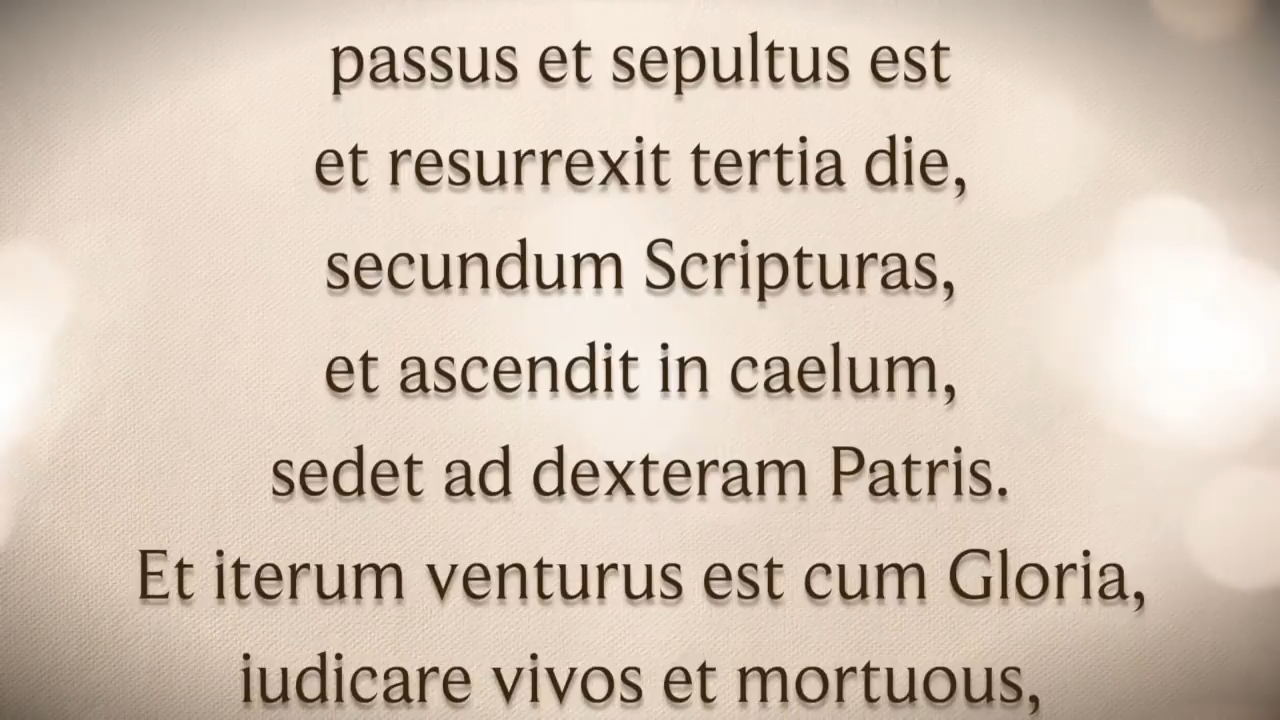 passus et sepultus est
et resurrexit tertia die,
secundum Scripturas,
et ascendit in caelum,
sedet ad dexteram Patris.
Et iterum venturus est cum Gloria,
iudicare vivos et mortuous,